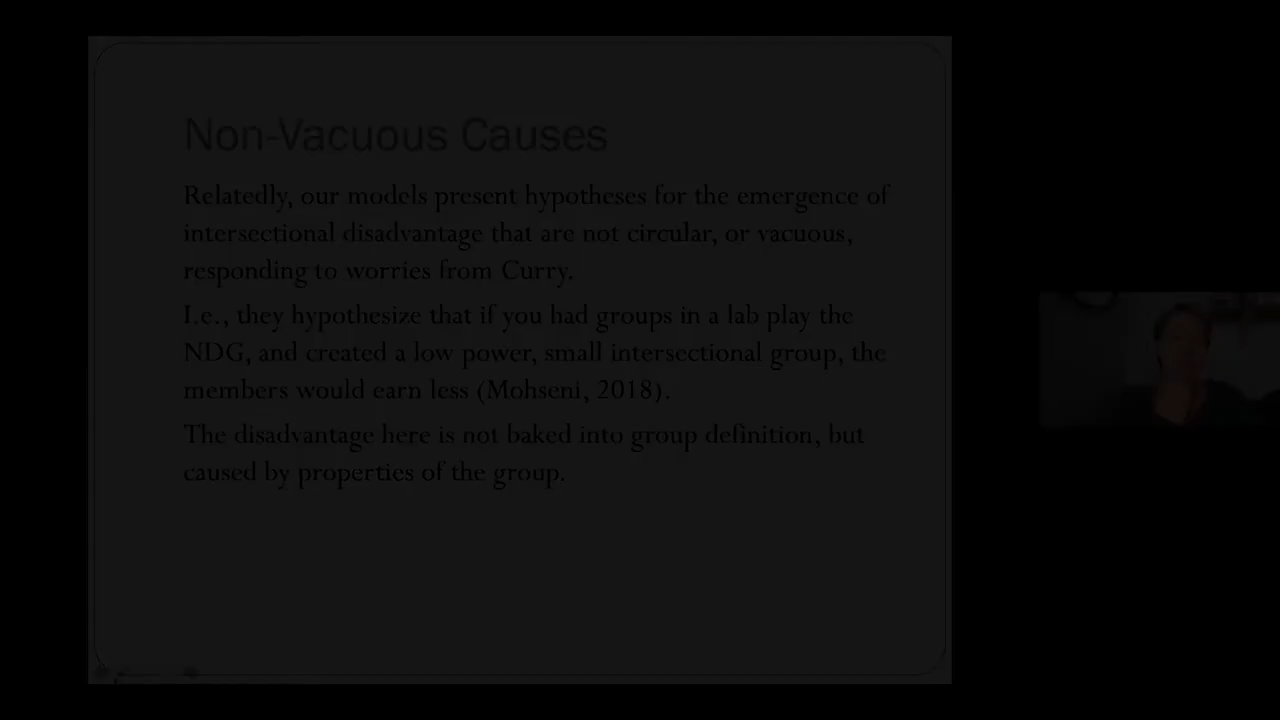 Non-Vacuous Causes
Relatedly, our models present hypotheses for the emergence of
intersectional disadvantage that are not circular, or vacuous,
responding to worries from Curry.
I.e., they hypothesize that if you had groups in a lab play the
NDG, and created a low power, small intersectional group, the
members would earn less (Mohseni, 2018).
The disadvantage here is not baked into group definition, but
caused by properties of the group.